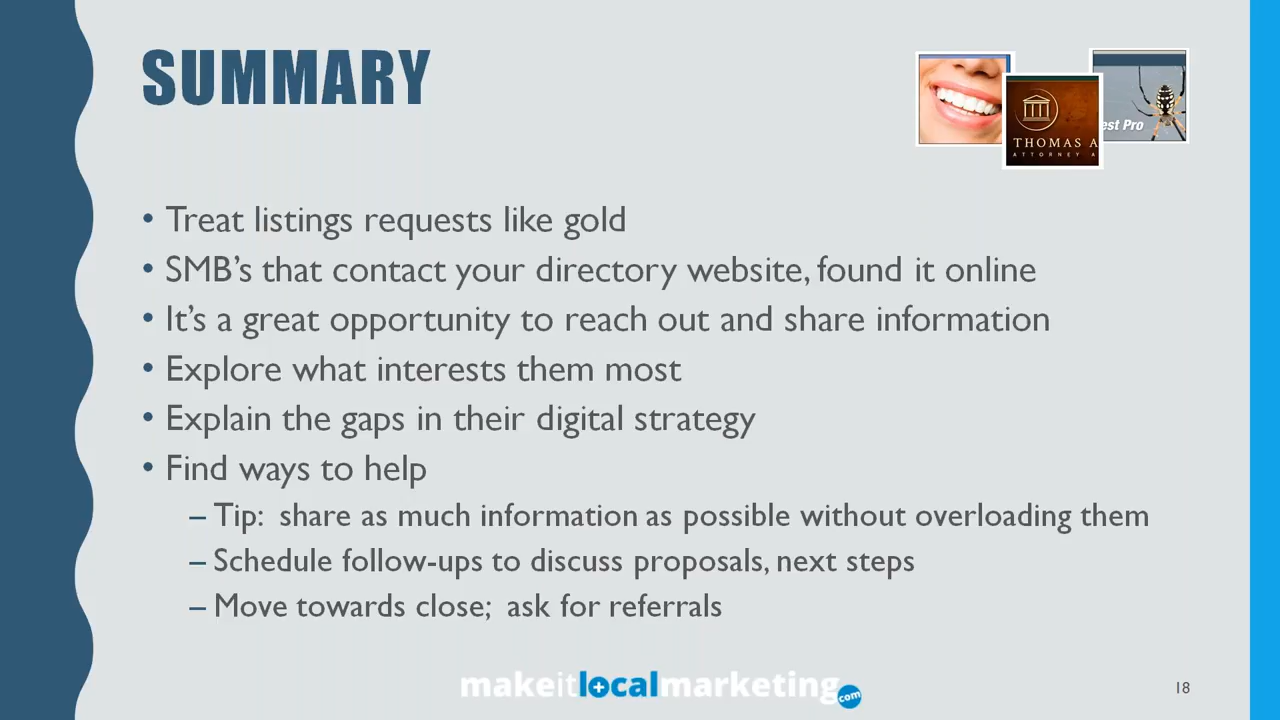 SUMMARY
est Pro
THOMAS A
ATTORNEY A
• Treat listings requests like gold
• SMB’s that contact your directory website, found it online
• It’s a great opportunity to reach out and share information
• Explore what interests them most
• Explain the gaps in their digital strategy
• Find ways to help
– Tip:  share as much information as possible without overloading them
– Schedule follow-ups to discuss proposals, next steps
– Move towards close;  ask for referrals
makeitlocalmarketing.com
18